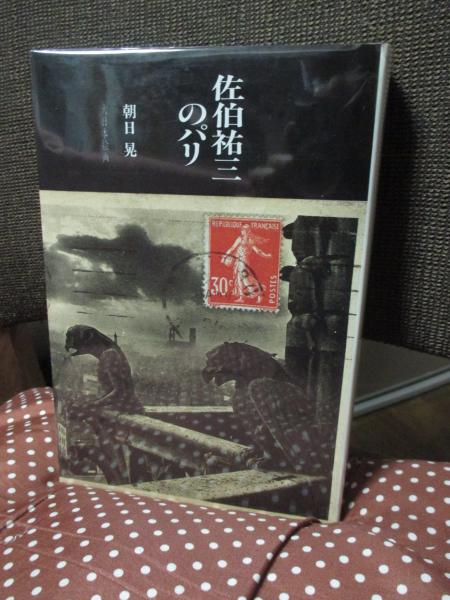 佐伯祐三
のパリ
朝日 晃
REPUBLIQUE FRANÇAISE
30c
POSTES